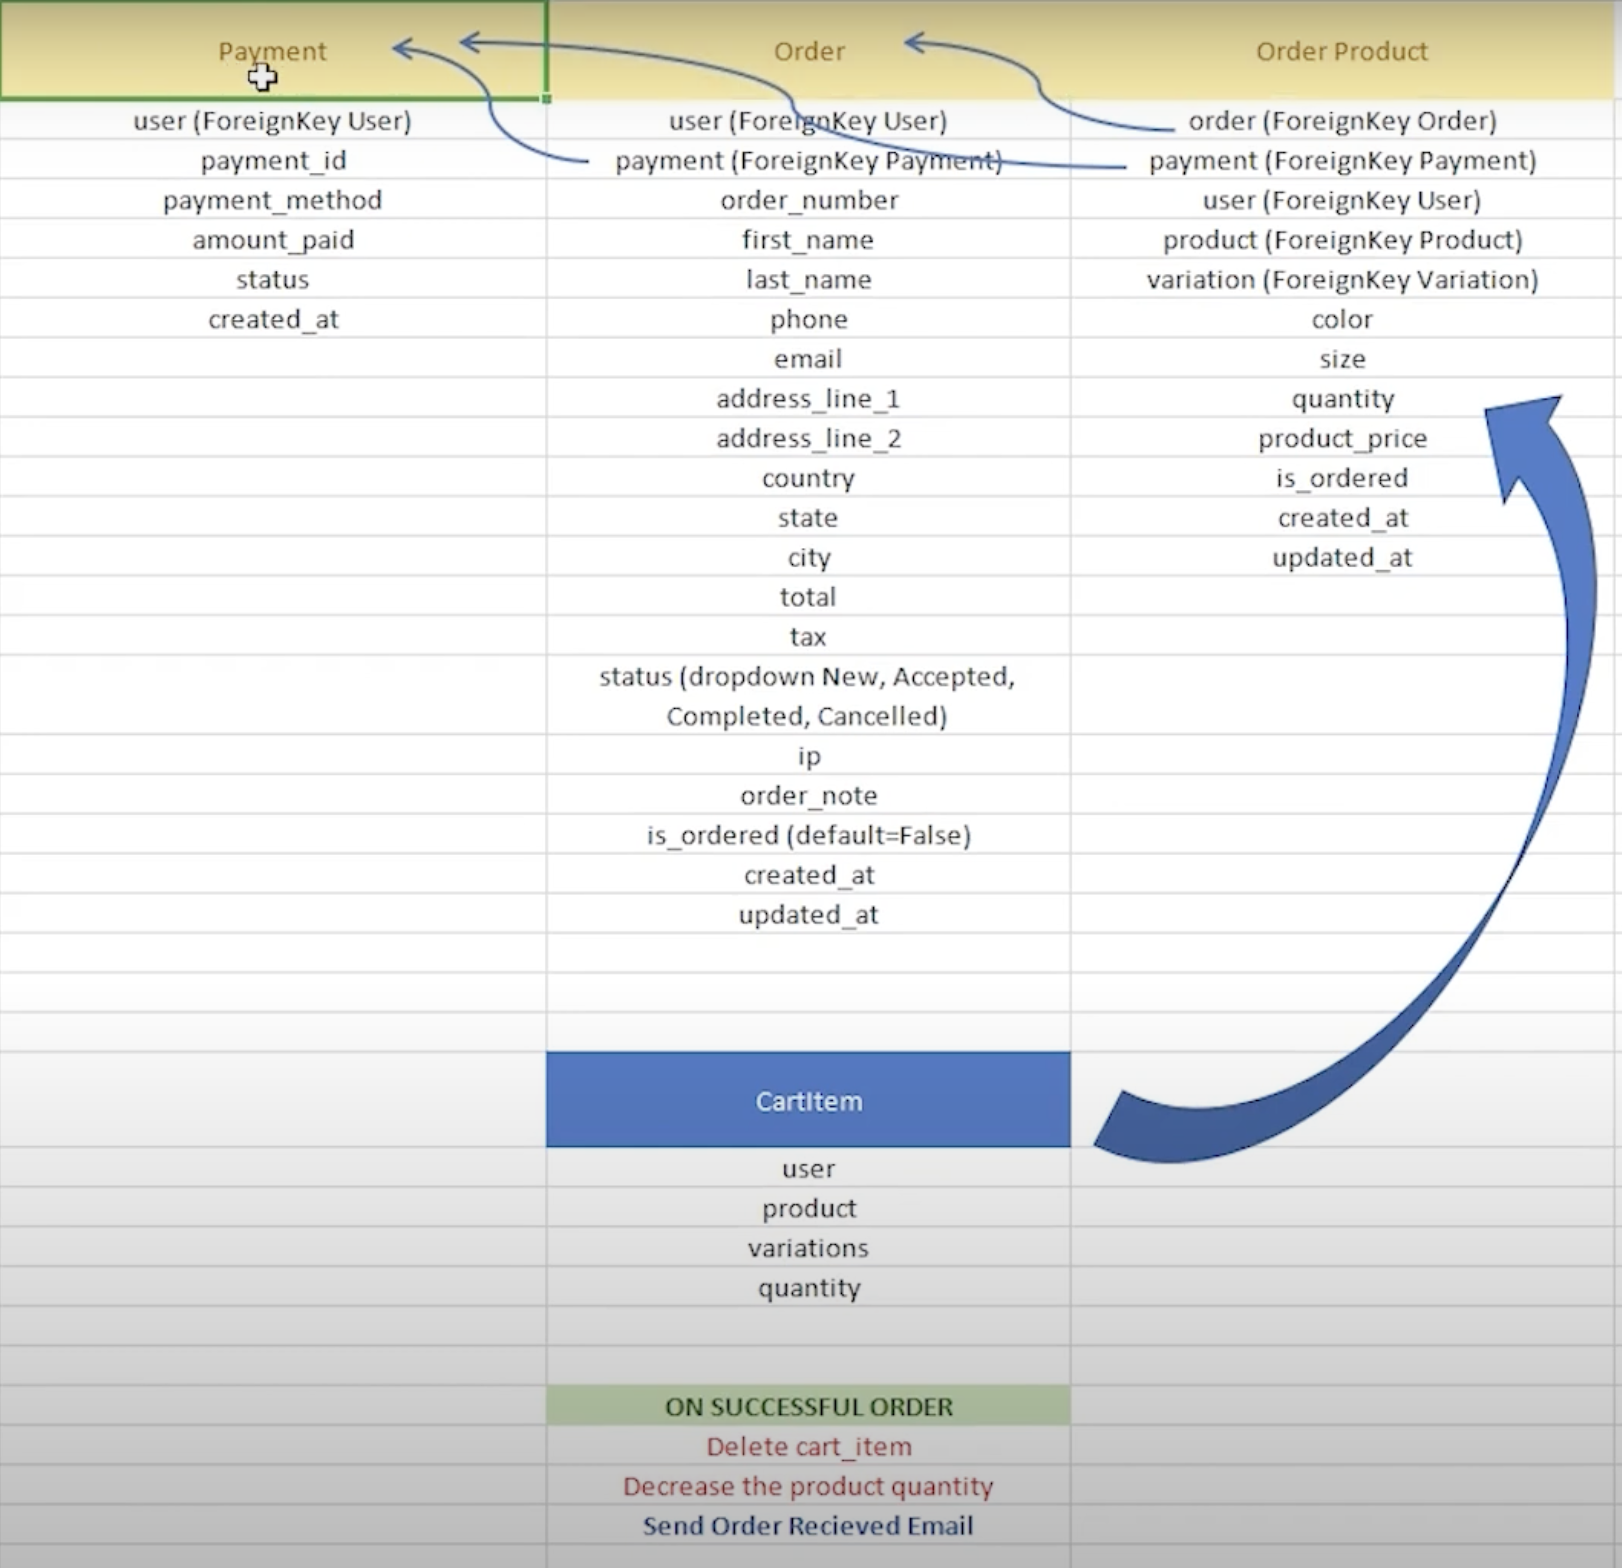 Payment
Order
Order Product
user (ForeignKey User)
payment_id
payment_method
amount_paid
status
created_at
user (ForeignKey User)
payment (ForeignKey Payment)
order_number
first_name
last_name
phone
email
address_line_1
address_line_2
country
state
city
total
tax
status (dropdown New, Accepted,
Completed, Cancelled)
ip
order_note
is_ordered (default=False)
created_at
updated_at
order (ForeignKey Order)
payment (ForeignKey Payment)
user (ForeignKey User)
product (ForeignKey Product)
variation (ForeignKey Variation)
color
size
quantity
product_price
is_ordered
created_at
updated_at
CartItem
user
product
variations
quantity
ON SUCCESSFUL ORDER
Delete cart_item
Decrease the product quantity
Send Order Recieved Email